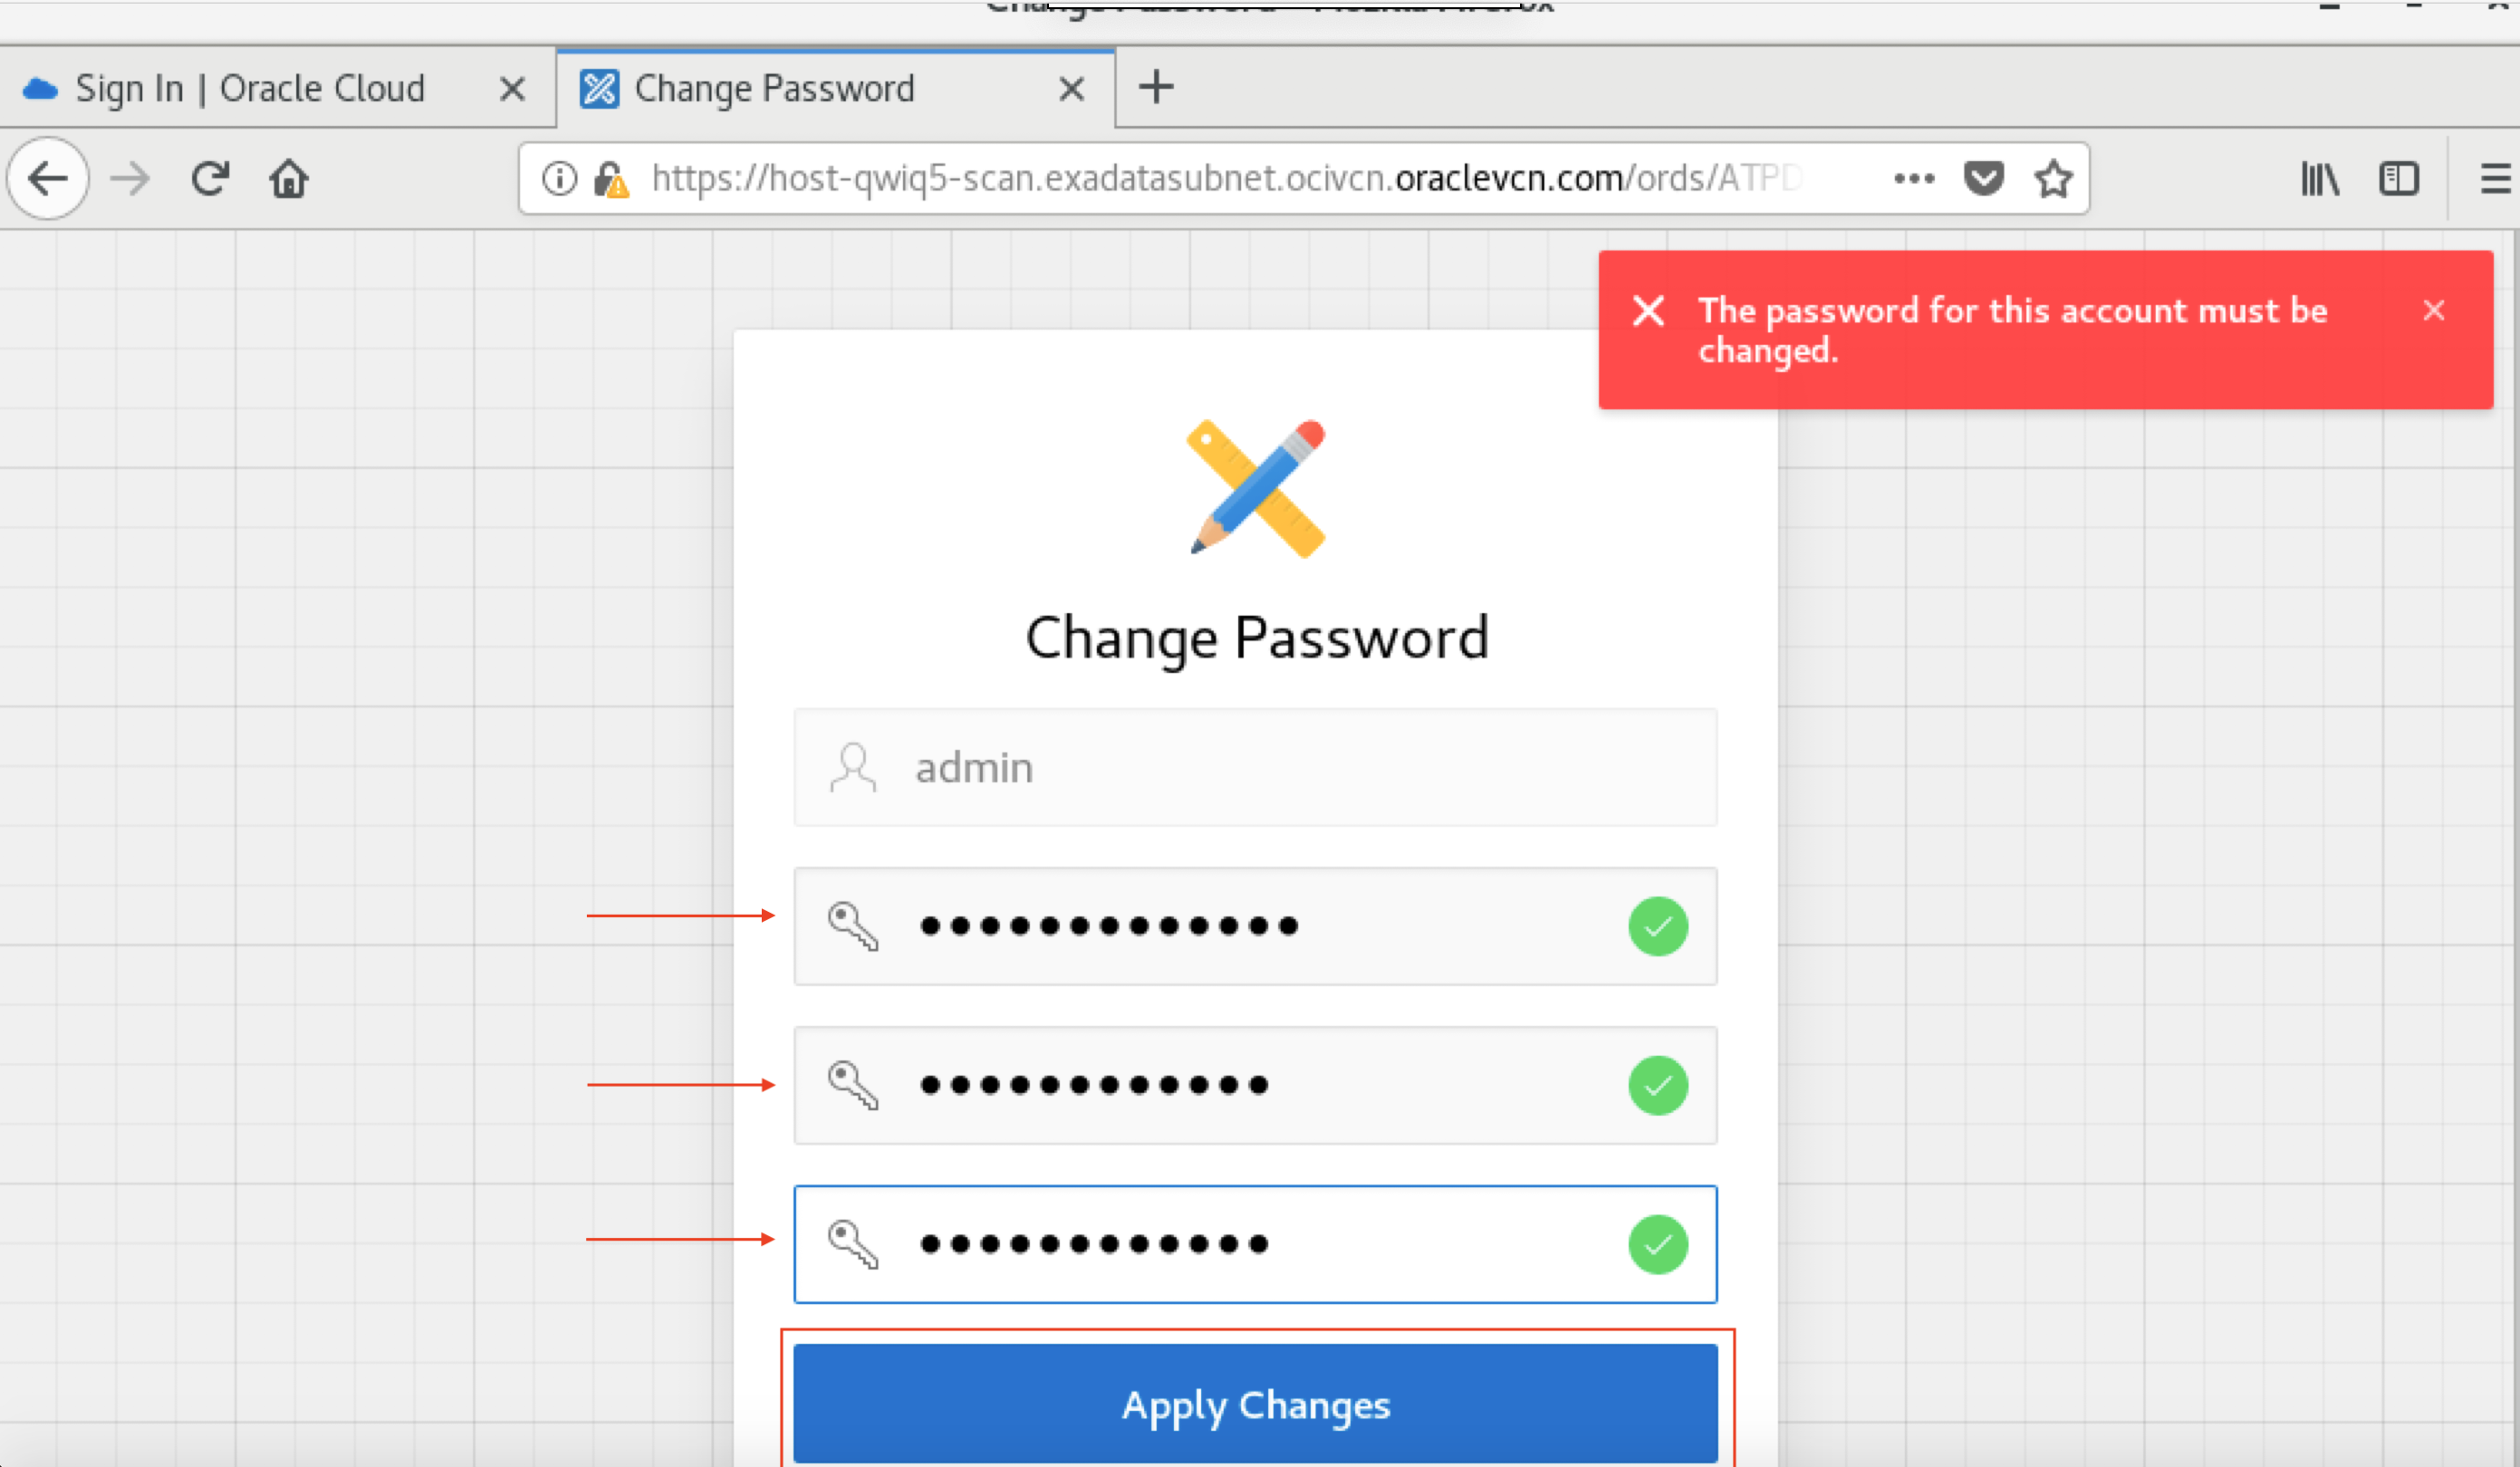 Sign In | Oracle Cloud
Change Password
https://host-qwiq5-scan.exadatasubnet.ocivcn.oraclevcn.com/ords/ATPD
The password for this account must be
changed.
Change Password
admin
Apply Changes